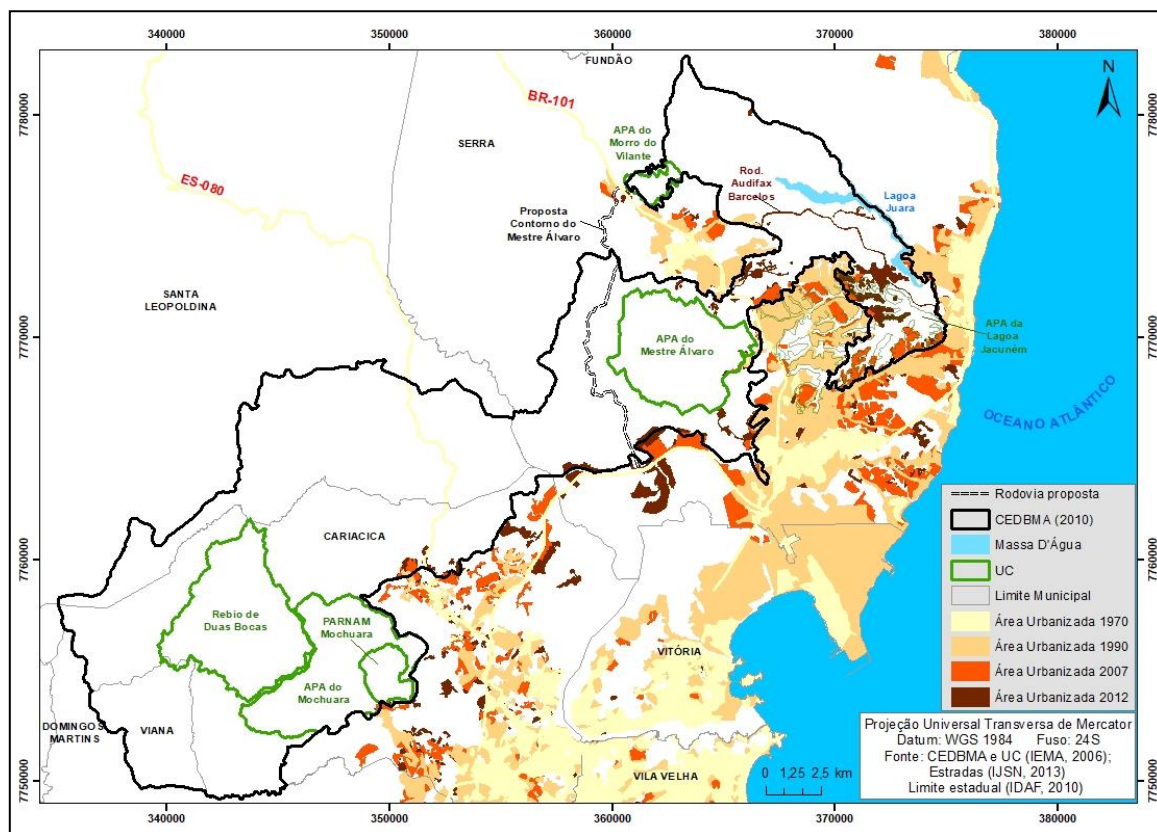 340000
350000
360000
370000
380000
FUNDÃO
N
7780000
7780000
BR-101
SERRA
APA do
Morro do
Vilante
ES-080
Rod.
Audifax
Barcelos
Lagoa
Juara
Proposta
Contorno do
Mestre Álvaro
SANTA
LEOPOLDINA
7770000
7770000
APA do
Mestre Álvaro
APA da
Lagoa
Jacuném
OCEANO ATLÂNTICO
CARIACICA
7760000
7760000
Rebio de
Duas Bocas
PARNAM
Mochuara
APA do
Mochuara
VITÓRIA
DOMINGOS
MARTINS
VIANA
VILA VELHA
7750000
7750000
0 1,25 2,5 km
Rodovia proposta
CEDBMA (2010)
Massa D'Água
UC
Limite Municipal
Área Urbanizada 1970
Área Urbanizada 1990
Área Urbanizada 2007
Área Urbanizada 2012
Projeção Universal Transversa de Mercator
Datum: WGS 1984 Fuso: 24S
Fonte: CEDBMA e UC (IEMA, 2006);
Estradas (IJSN, 2013)
Limite estadual (IDAF, 2010)
340000
350000
360000
370000
380000